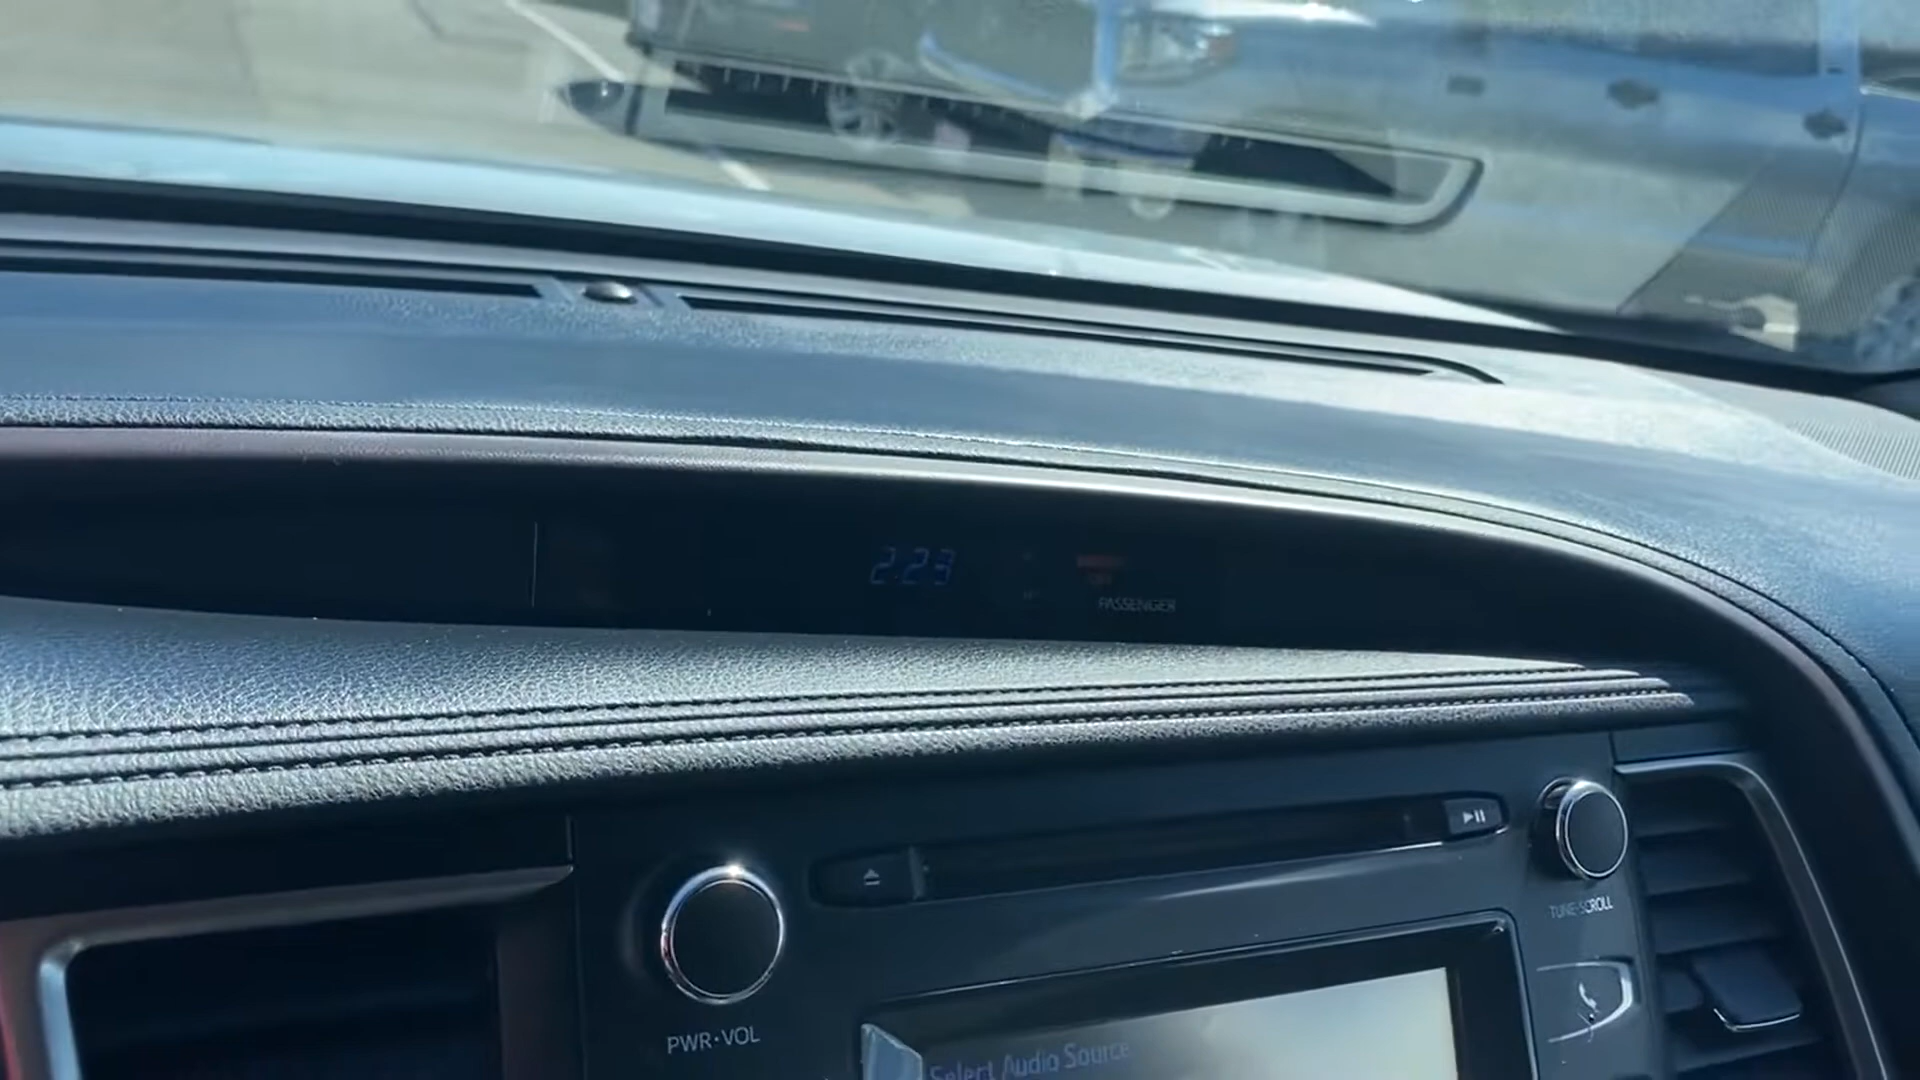 2:23
PASSENGER
TUNE•SCROLL
PWR•VOL
Select Audio Source